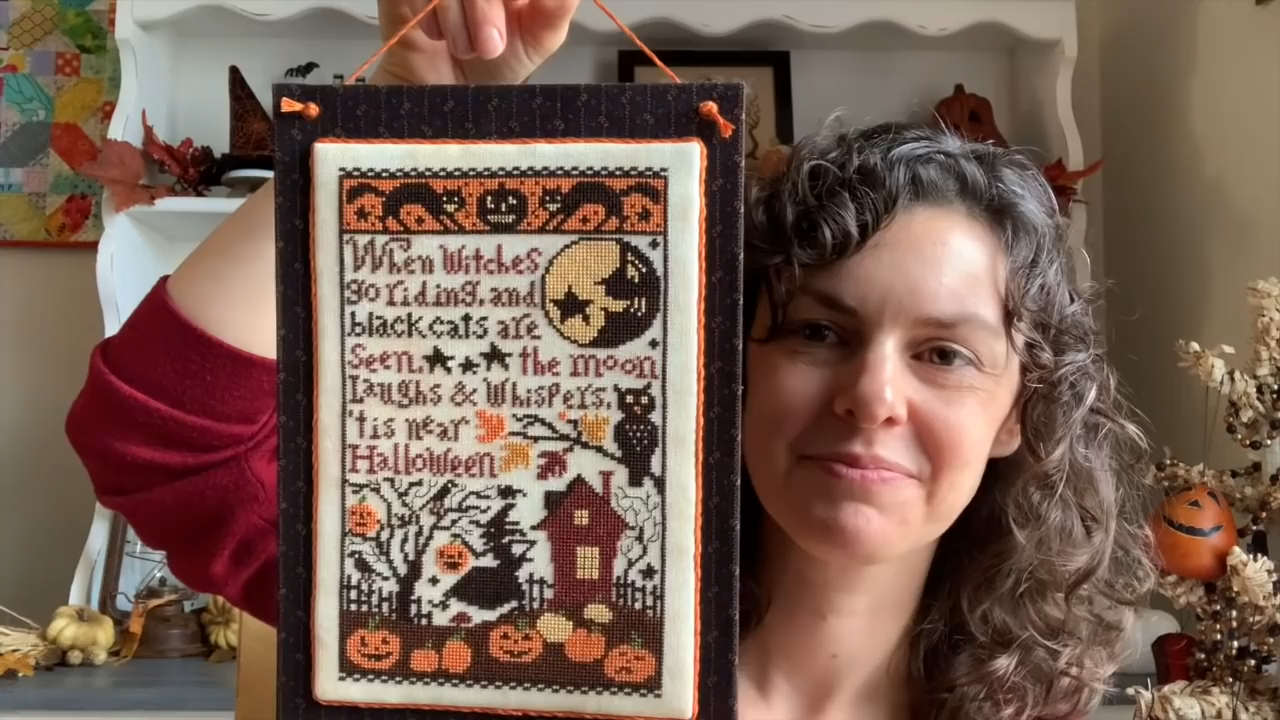 When Witches
go riding, and
black cats are
seen, the moon
laughs & whispers,
'tis near
Halloween